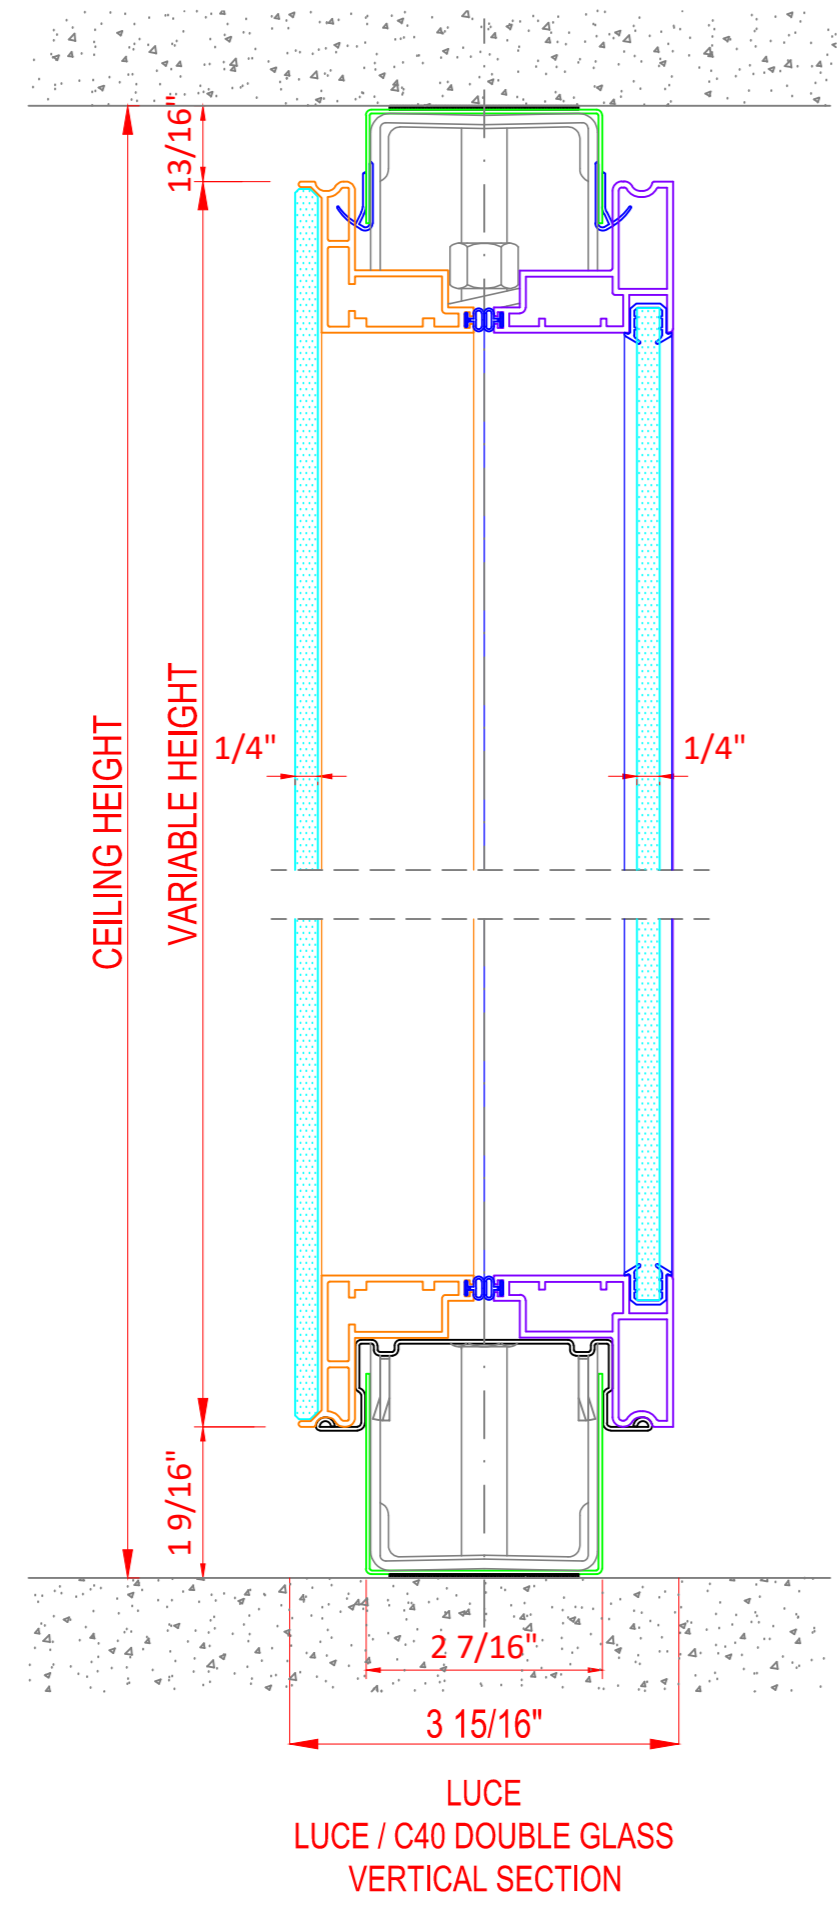 13/16"
CEILING HEIGHT
VARIABLE HEIGHT
1/4"
1/4"
1 9/16"
2 7/16"
3 15/16"
LUCE
LUCE / C40 DOUBLE GLASS
VERTICAL SECTION